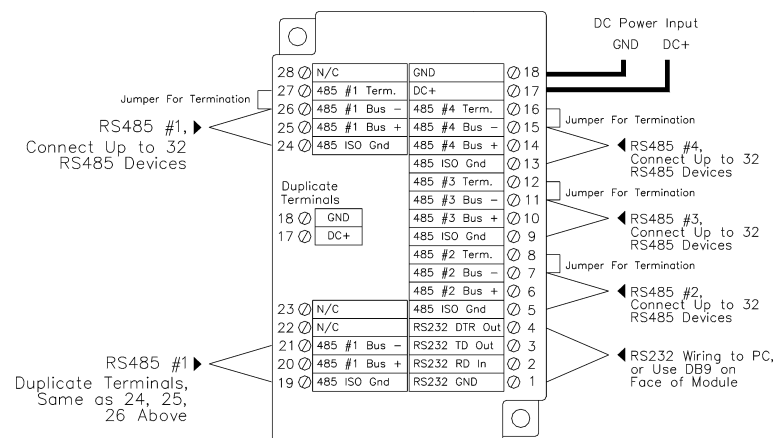 DC Power Input
GND DC+
28 N/C GND 18
27 485 #1 Term. DC+ 17
Jumper For Termination
26 485 #1 Bus - 485 #4 Term. 16
Jumper For Termination
25 485 #1 Bus + 485 #4 Bus - 15
24 485 ISO Gnd 485 #4 Bus + 14
485 ISO Gnd 13
RS485 #1,
Connect Up to 32
RS485 Devices
RS485 #4,
Connect Up to 32
RS485 Devices
Duplicate
Terminals
18 GND
17 DC+
485 #3 Term. 12
Jumper For Termination
485 #3 Bus - 11
485 #3 Bus + 10
485 ISO Gnd 9
RS485 #3,
Connect Up to 32
RS485 Devices
485 #2 Term. 8
Jumper For Termination
485 #2 Bus - 7
485 #2 Bus + 6
RS485 #2,
Connect Up to 32
RS485 Devices
23 N/C 485 ISO Gnd 5
22 N/C RS232 DTR Out 4
21 485 #1 Bus - RS232 TD Out 3
20 485 #1 Bus + RS232 RD In 2
19 485 ISO Gnd RS232 GND 1
RS485 #1
Duplicate Terminals,
Same as 24, 25,
26 Above
RS232 Wiring to PC,
or Use DB9 on
Face of Module